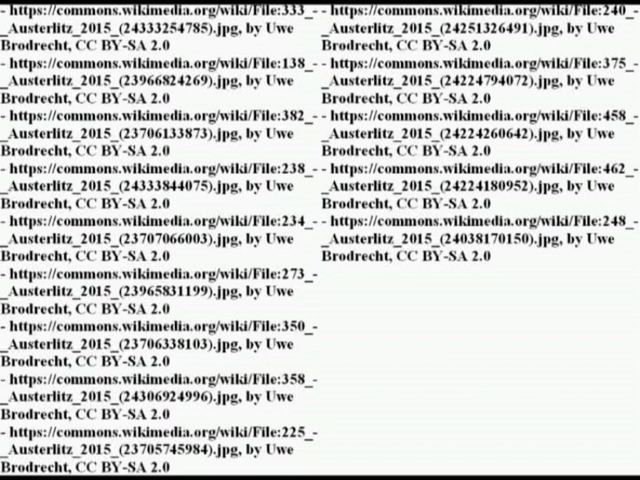 - https://commons.wikimedia.org/wiki/File:333_-
_Austerlitz_2015_(24333254785).jpg, by Uwe
Brodrecht, CC BY-SA 2.0
- https://commons.wikimedia.org/wiki/File:138_-
_Austerlitz_2015_(23966824269).jpg, by Uwe
Brodrecht, CC BY-SA 2.0
- https://commons.wikimedia.org/wiki/File:382_-
_Austerlitz_2015_(23706133873).jpg, by Uwe
Brodrecht, CC BY-SA 2.0
- https://commons.wikimedia.org/wiki/File:238_-
_Austerlitz_2015_(24333844075).jpg, by Uwe
Brodrecht, CC BY-SA 2.0
- https://commons.wikimedia.org/wiki/File:234_-
_Austerlitz_2015_(23707066003).jpg, by Uwe
Brodrecht, CC BY-SA 2.0
- https://commons.wikimedia.org/wiki/File:273_-
_Austerlitz_2015_(23965831199).jpg, by Uwe
Brodrecht, CC BY-SA 2.0
- https://commons.wikimedia.org/wiki/File:350_-
_Austerlitz_2015_(23706338103).jpg, by Uwe
Brodrecht, CC BY-SA 2.0
- https://commons.wikimedia.org/wiki/File:358_-
_Austerlitz_2015_(24306924996).jpg, by Uwe
Brodrecht, CC BY-SA 2.0
- https://commons.wikimedia.org/wiki/File:225_-
_Austerlitz_2015_(23705745984).jpg, by Uwe
Brodrecht, CC BY-SA 2.0
- https://commons.wikimedia.org/wiki/File:240_-
_Austerlitz_2015_(24251326491).jpg, by Uwe
Brodrecht, CC BY-SA 2.0
- https://commons.wikimedia.org/wiki/File:375_-
_Austerlitz_2015_(24224794072).jpg, by Uwe
Brodrecht, CC BY-SA 2.0
- https://commons.wikimedia.org/wiki/File:458_-
_Austerlitz_2015_(24224260642).jpg, by Uwe
Brodrecht, CC BY-SA 2.0
- https://commons.wikimedia.org/wiki/File:462_-
_Austerlitz_2015_(24224180952).jpg, by Uwe
Brodrecht, CC BY-SA 2.0
- https://commons.wikimedia.org/wiki/File:248_-
_Austerlitz_2015_(24038170150).jpg, by Uwe
Brodrecht, CC BY-SA 2.0